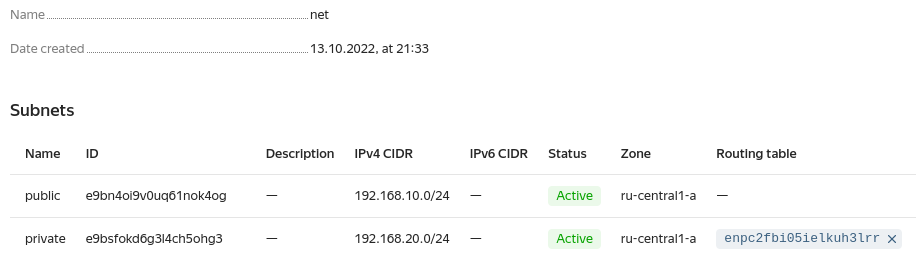 Name net
Date created 13.10.2022, at 21:33
Subnets
Name ID Description IPv4 CIDR IPv6 CIDR Status Zone Routing table
public e9bn4oi9v0uq61nok4og — 192.168.10.0/24 — Active ru-central1-a —
private e9bsfokd6g3l4ch5ohg3 — 192.168.20.0/24 — Active ru-central1-a enpc2fbi05ielkuh3lrr ×